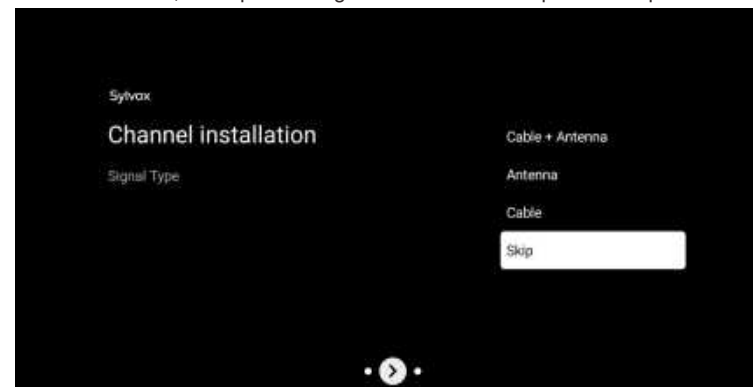 Sylvox
Channel installation
Signal Type
Cable + Antenna
Antenna
Cable
Skip